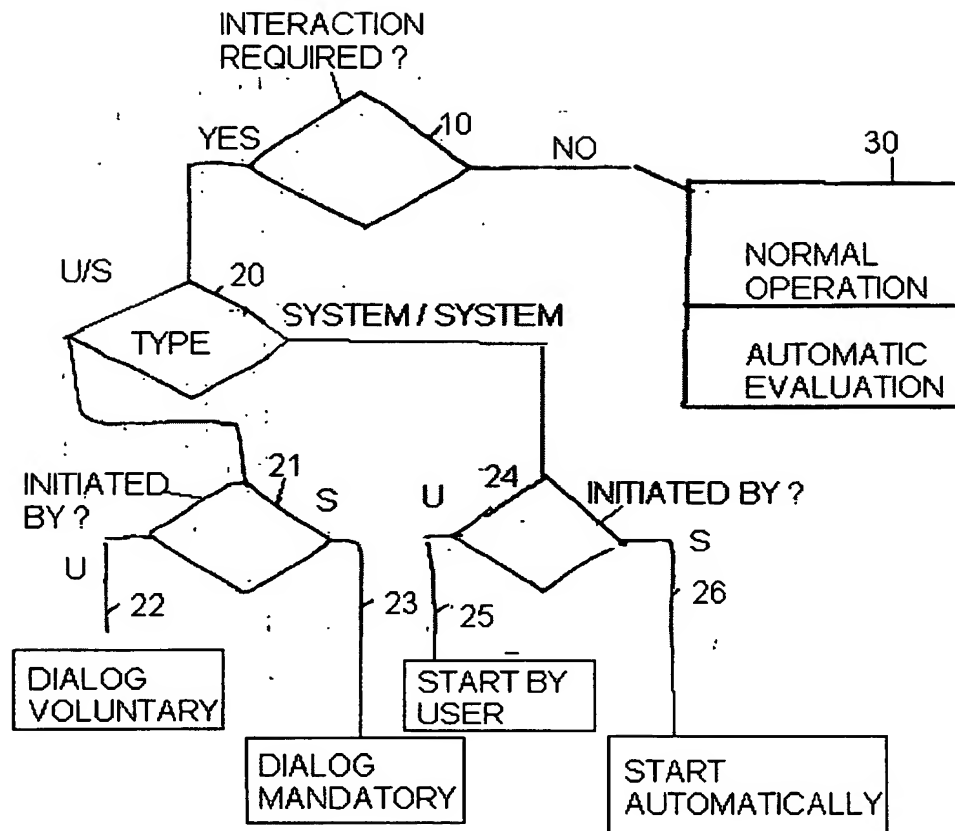 INTERACTION
REQUIRED ?
10
YES
NO
30
U/S
20
NORMAL
OPERATION
TYPE
SYSTEM / SYSTEM
AUTOMATIC
EVALUATION
INITIATED
BY ?
21
S
U
24
INITIATED BY ?
U
S
22
23
25
26
DIALOG
VOLUNTARY
START BY
USER
DIALOG
MANDATORY
START
AUTOMATICALLY